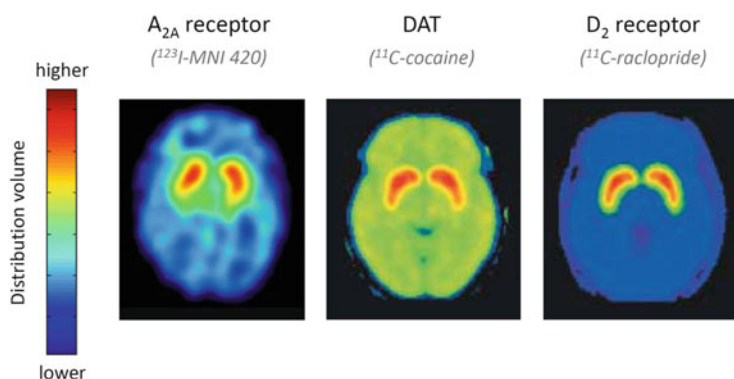 A₂A receptor
(¹²³I-MNI 420)
DAT
(¹¹C-cocaine)
D₂ receptor
(¹¹C-raclopride)
higher
Distribution volume
lower